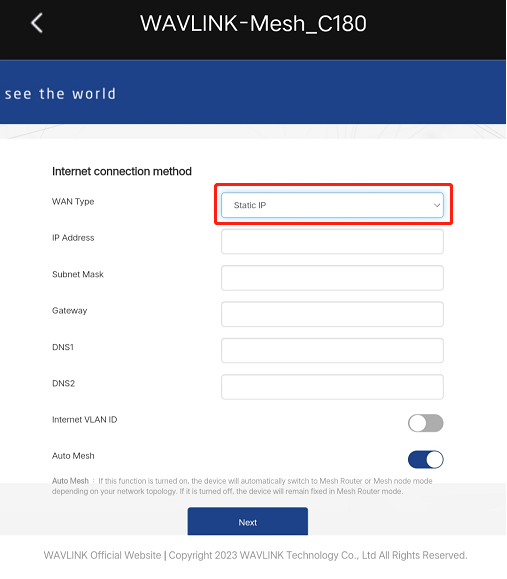 WAVLINK-Mesh_C180
see the world
Internet connection method
WAN Type
Static IP
IP Address
Subnet Mask
Gateway
DNS1
DNS2
Internet VLAN ID
Auto Mesh
Auto Mesh : If this function is turned on, the device will automatically switch to Mesh Router or Mesh node mode
depending on your network topology. If it is turned off, the device will remain fixed in Mesh Router mode.
Next
WAVLINK Official Website | Copyright 2023 WAVLINK Technology Co., Ltd All Rights Reserved.